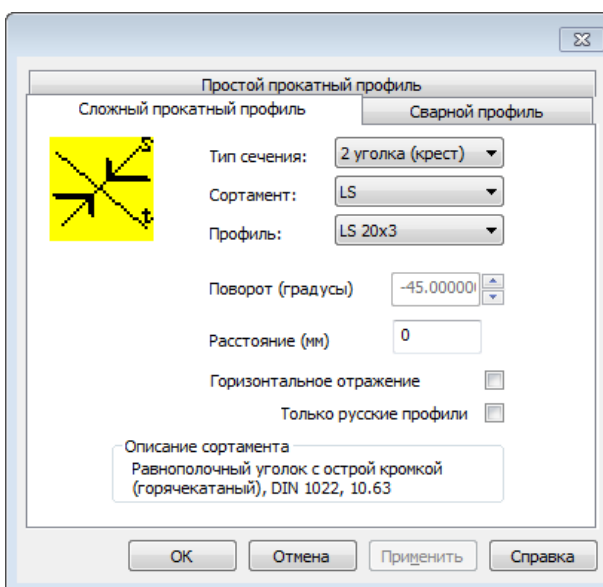 Простой прокатный профиль
Сложный прокатный профиль
Сварной профиль
s
t
Тип сечения:
2 уголка (крест)
Сортамент:
LS
Профиль:
LS 20x3
Поворот (градусы)
-45.00000
Расстояние (мм)
0
Горизонтальное отражение
Только русские профили
Описание сортамента
Равнополочный уголок с острой кромкой
(горячекатаный), DIN 1022, 10.63
ОК
Отмена
Применить
Справка